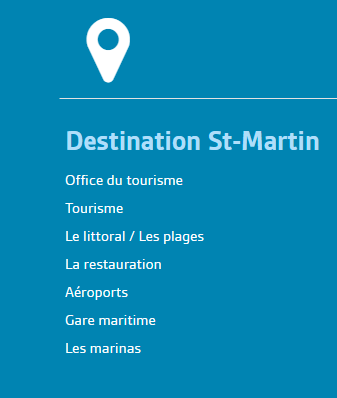 Destination St-Martin
Office du tourisme
Tourisme
Le littoral / Les plages
La restauration
Aéroports
Gare maritime
Les marinas